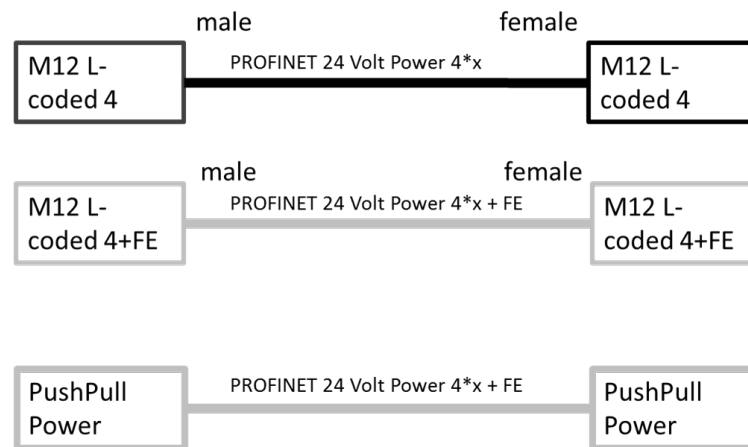 male
female
PROFINET 24 Volt Power 4*x
M12 L-
coded 4
M12 L-
coded 4
male
female
PROFINET 24 Volt Power 4*x + FE
M12 L-
coded 4+FE
M12 L-
coded 4+FE
PROFINET 24 Volt Power 4*x + FE
PushPull
Power
PushPull
Power